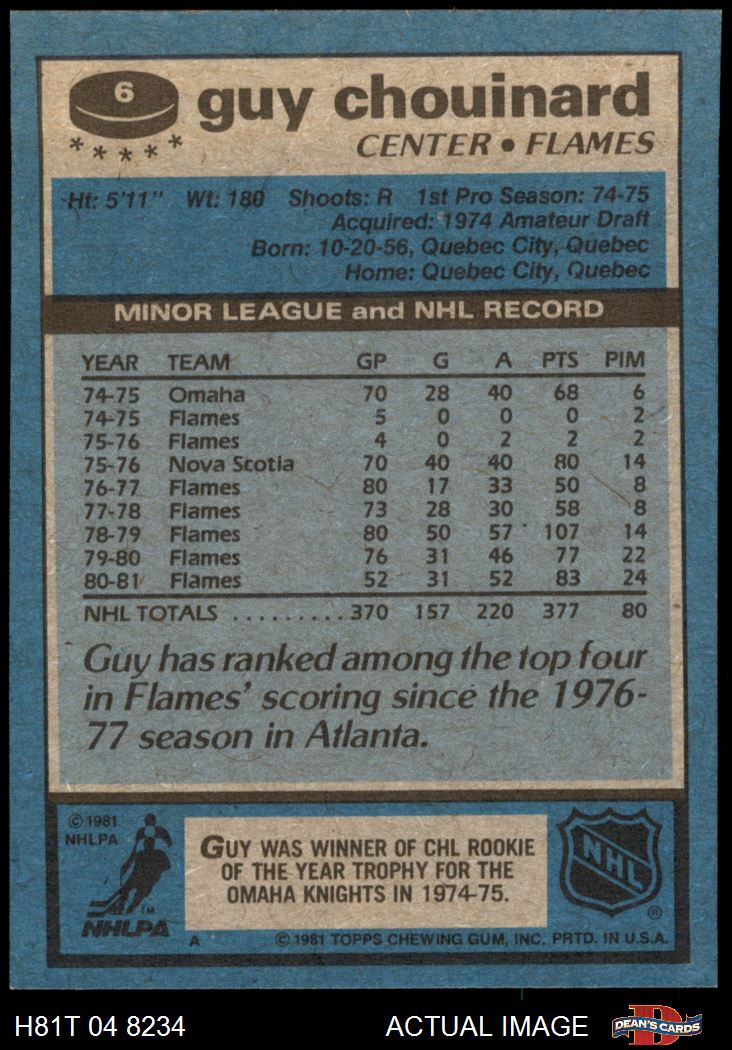 6
guy chouinard
* * * * *
CENTER • FLAMES
Ht: 5'11" Wt: 180 Shoots: R 1st Pro Season: 74-75
Acquired: 1974 Amateur Draft
Born: 10-20-56, Quebec City, Quebec
Home: Quebec City, Quebec
MINOR LEAGUE and NHL RECORD
YEAR TEAM GP G A PTS PIM
74-75 Omaha 70 28 40 68 6
74-75 Flames 5 0 0 0 2
75-76 Flames 4 0 2 2 2
75-76 Nova Scotia 70 40 40 80 14
76-77 Flames 80 17 33 50 8
77-78 Flames 73 28 30 58 8
78-79 Flames 80 50 57 107 14
79-80 Flames 76 31 46 77 22
80-81 Flames 52 31 52 83 24
NHL TOTALS . . . . . . . . . 370 157 220 377 80
Guy has ranked among the top four
in Flames' scoring since the 1976-
77 season in Atlanta.
© 1981
NHLPA
TM
NHLPA
GUY WAS WINNER OF CHL ROOKIE
OF THE YEAR TROPHY FOR THE
OMAHA KNIGHTS IN 1974-75.
NHL
®
A © 1981 TOPPS CHEWING GUM, INC. PRTD. IN U.S.A.
H81T 04 8234 ACTUAL IMAGE
D
DEAN'S CARDS